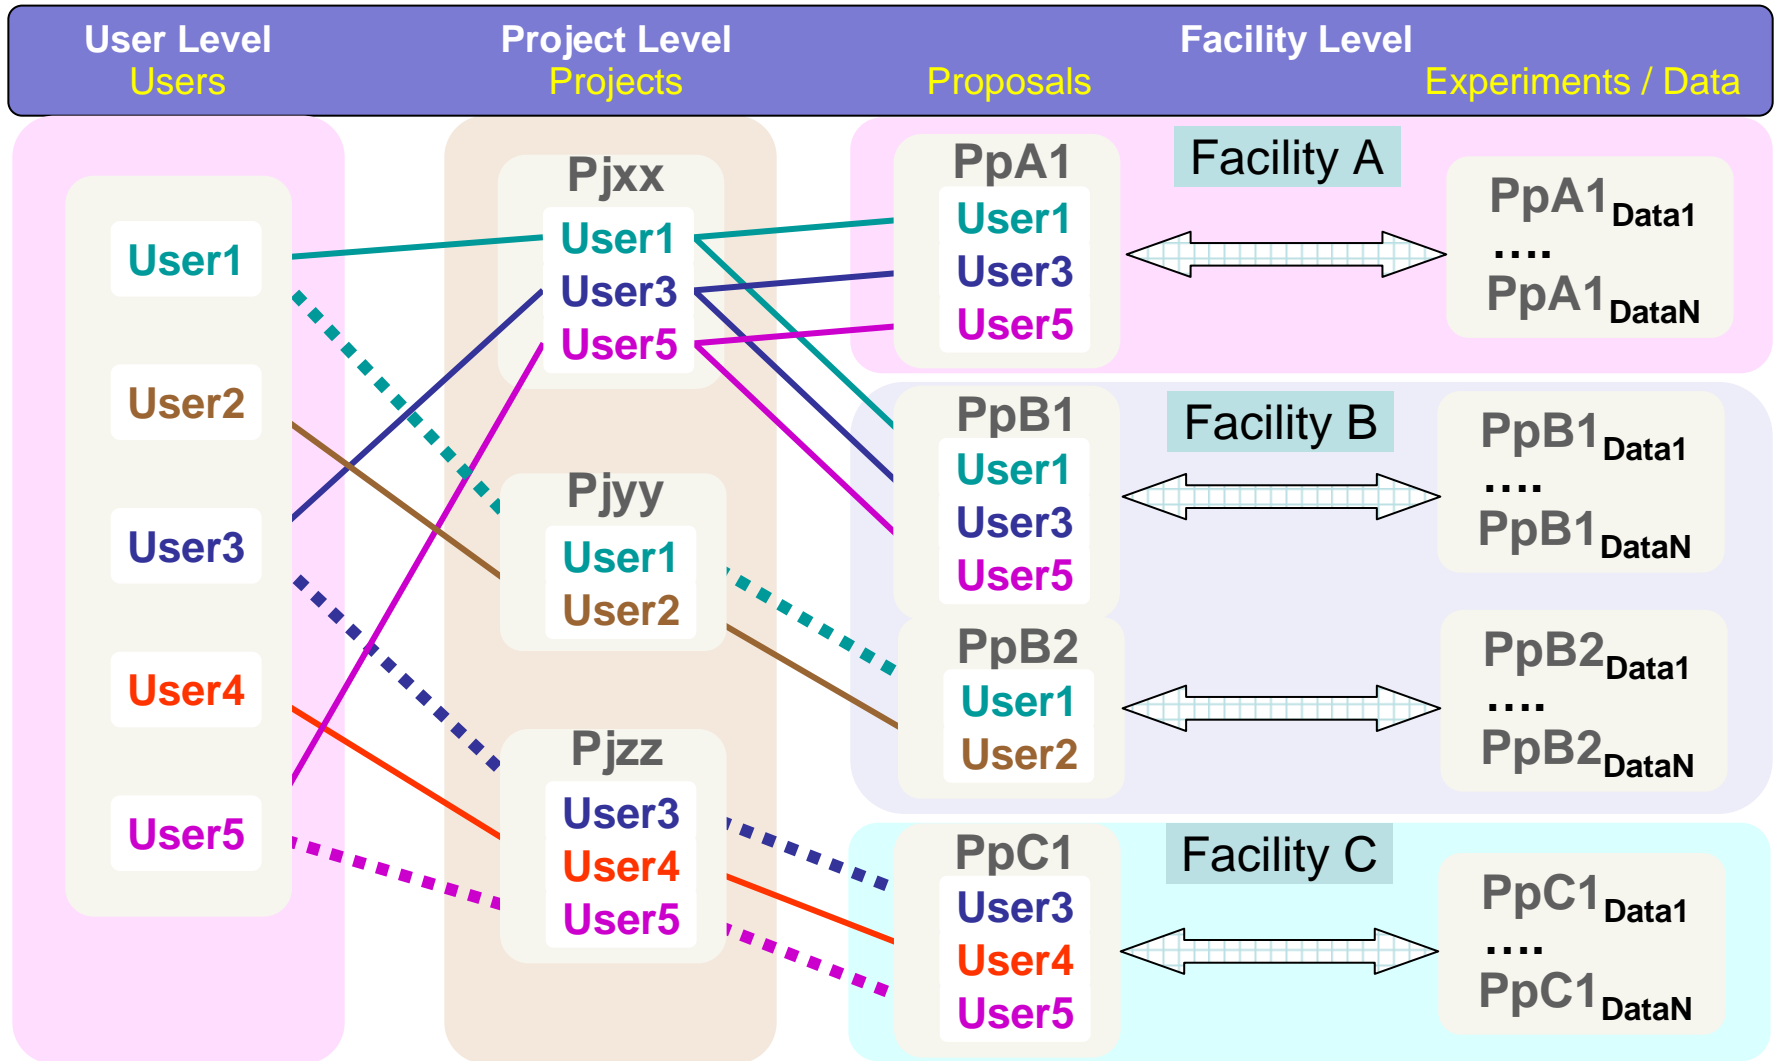 User Level
Users
Project Level
Projects
Facility Level
Proposals
Experiments / Data
User1
User2
User3
User4
User5
Pjxx
User1
User3
User5
Pjyy
User1
User2
Pjzz
User3
User4
User5
Facility A
PpA1
User1
User3
User5
PpA1Data1
....
PpA1DataN
Facility B
PpB1
User1
User3
User5
PpB1Data1
....
PpB1DataN
PpB2
User1
User2
PpB2Data1
....
PpB2DataN
Facility C
PpC1
User3
User4
User5
PpC1Data1
....
PpC1DataN